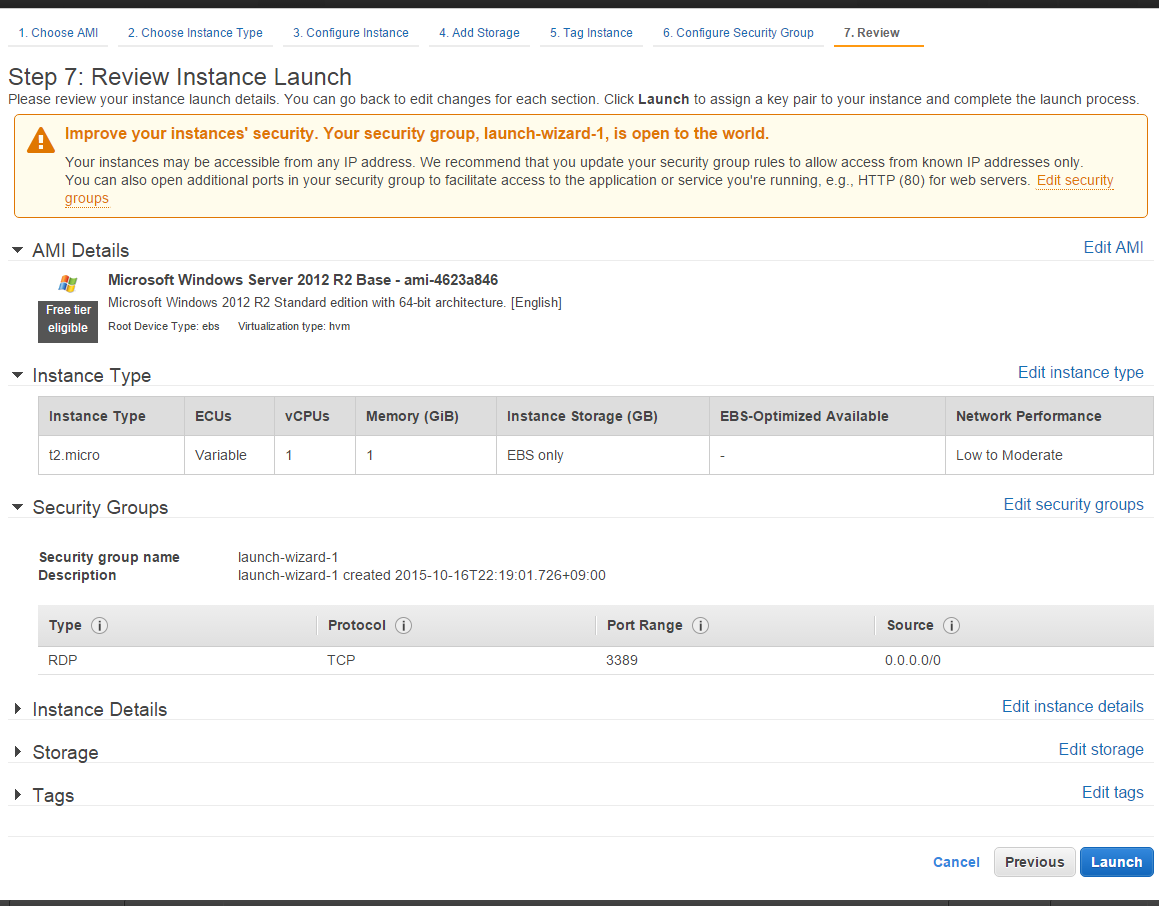 1. Choose AMI 2. Choose Instance Type 3. Configure Instance 4. Add Storage 5. Tag Instance 6. Configure Security Group 7. Review
Step 7: Review Instance Launch
Please review your instance launch details. You can go back to edit changes for each section. Click Launch to assign a key pair to your instance and complete the launch process.
Improve your instances' security. Your security group, launch-wizard-1, is open to the world.
Your instances may be accessible from any IP address. We recommend that you update your security group rules to allow access from known IP addresses only.
You can also open additional ports in your security group to facilitate access to the application or service you're running, e.g., HTTP (80) for web servers. Edit security
groups
AMI Details Edit AMI
Microsoft Windows Server 2012 R2 Base - ami-4623a846
Free tier
eligible
Microsoft Windows 2012 R2 Standard edition with 64-bit architecture. [English]
Root Device Type: ebs Virtualization type: hvm
Instance Type Edit instance type
Instance Type ECUs vCPUs Memory (GiB) Instance Storage (GB) EBS-Optimized Available Network Performance
t2.micro Variable 1 1 EBS only - Low to Moderate
Security Groups Edit security groups
Security group name launch-wizard-1
Description launch-wizard-1 created 2015-10-16T22:19:01.726+09:00
Type Protocol Port Range Source
RDP TCP 3389 0.0.0.0/0
Instance Details Edit instance details
Storage Edit storage
Tags Edit tags
Cancel Previous Launch